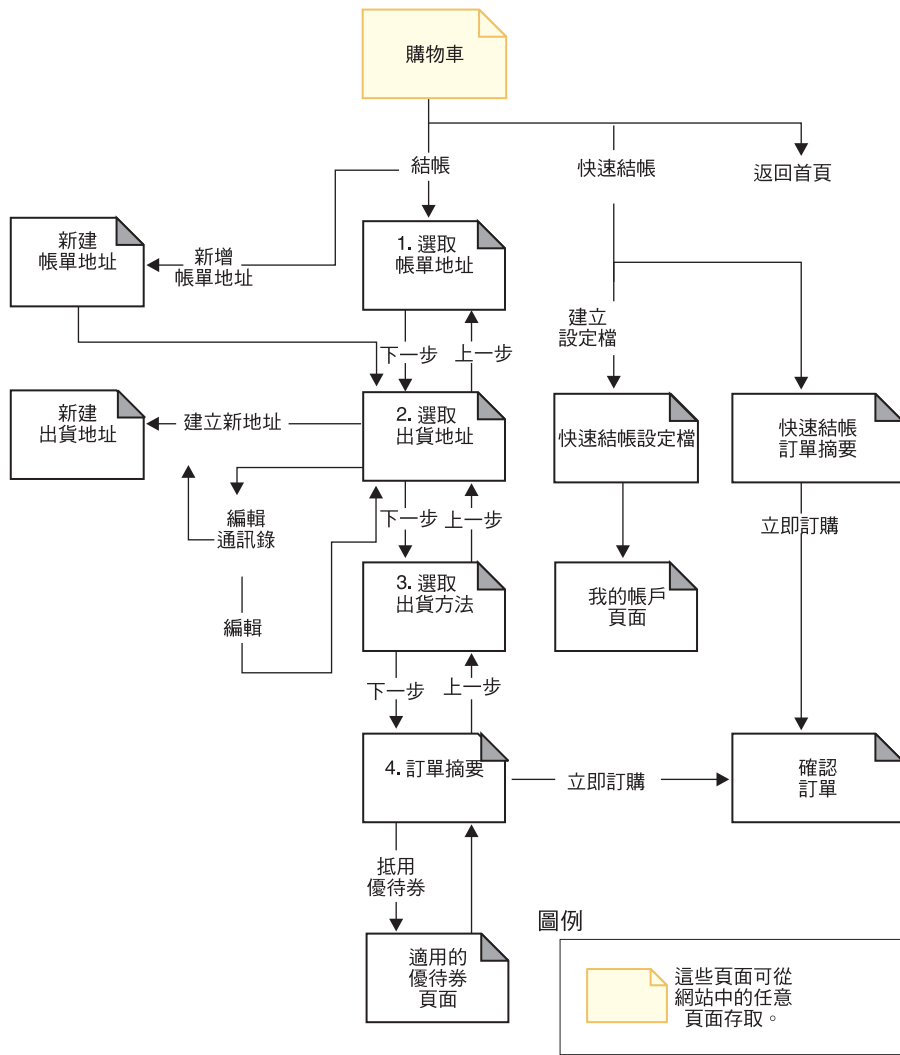 購物車
結帳
快速結帳
返回首頁
新建
帳單地址
新增
帳單地址
1. 選取
帳單地址
建立
設定檔
下一步
上一步
新建
出貨地址
建立新地址
2. 選取
出貨地址
快速結帳設定檔
快速結帳
訂單摘要
編輯
通訊錄
下一步
上一步
立即訂購
編輯
3. 選取
出貨方法
我的帳戶
頁面
下一步
上一步
4. 訂單摘要
立即訂購
確認
訂單
抵用
優待券
適用的
優待券
頁面
圖例
這些頁面可從
網站中的任意
頁面存取。